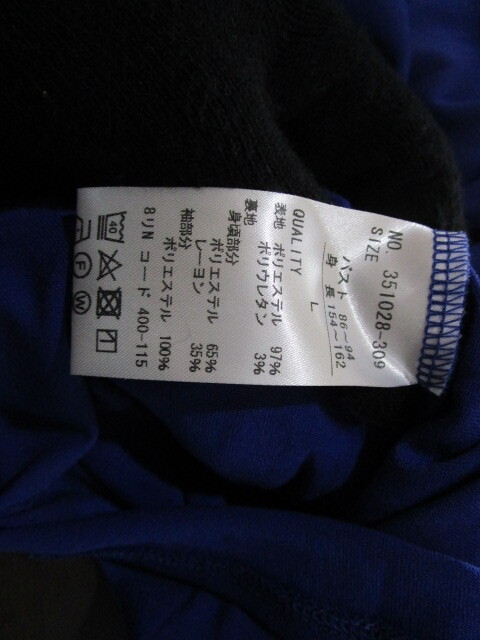 NO. 351028-309
SIZE
バスト 86~94
身 長 154~162
L
QUALITY
表地 ポリエステル 97%
ポリウレタン 3%
裏地
身頃部分
ポリエステル 65%
レーヨン 35%
袖部分
ポリエステル 100%
8リN コード 400-115
40
F
W